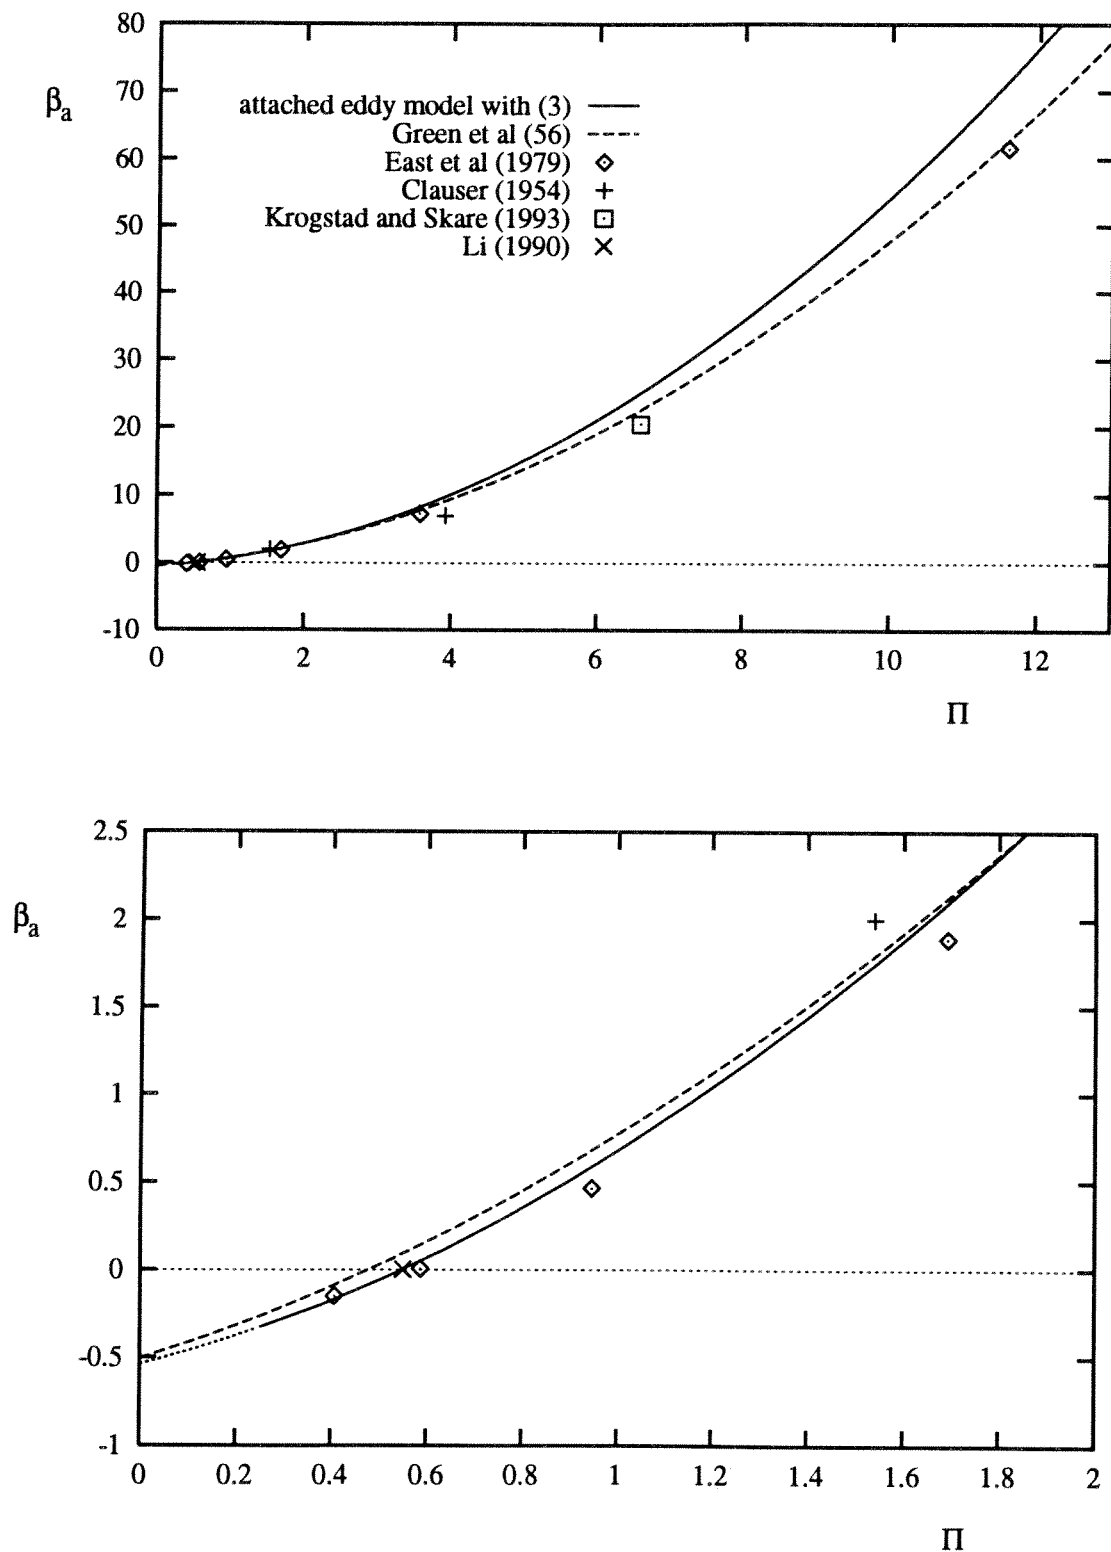 80
70
βa
60
50
40
30
20
10
0
-10
attached eddy model with (3)
Green et al (56)
East et al (1979)
Clauser (1954)
Krogstad and Skare (1993)
Li (1990)
0 2 4 6 8 10 12
Π
2.5
2
βa
1.5
1
0.5
0
-0.5
-1
0 0.2 0.4 0.6 0.8 1 1.2 1.4 1.6 1.8 2
Π